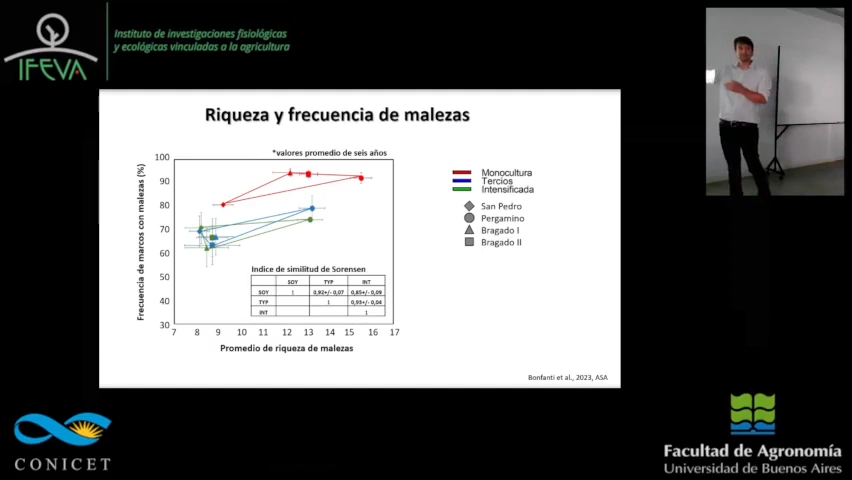 Instituto de investigaciones fisiológicas
y ecológicas vinculadas a la agricultura
IFEVA
Riqueza y frecuencia de malezas
*valores promedio de seis años
Frecuencia de marcos con malezas (%)
100
90
80
70
60
50
40
30
7 8 9 10 11 12 13 14 15 16 17
Promedio de riqueza de malezas
Indice de similitud de Sorensen
SOY TYP INT
SOY 1 0,92+/- 0,07 0,85+/- 0,09
TYP 1 0,93+/- 0,04
INT 1
Monocultura
Tercios
Intensificada
San Pedro
Pergamino
Bragado I
Bragado II
Bonfanti et al., 2023, ASA
CONICET
Facultad de Agronomía
Universidad de Buenos Aires